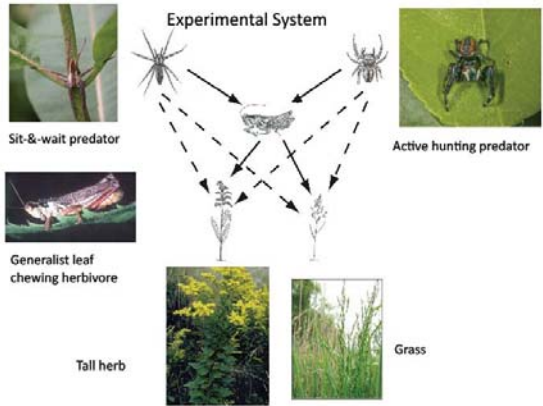 Experimental System
Sit-&-wait predator
Active hunting predator
Generalist leaf
chewing herbivore
Tall herb
Grass